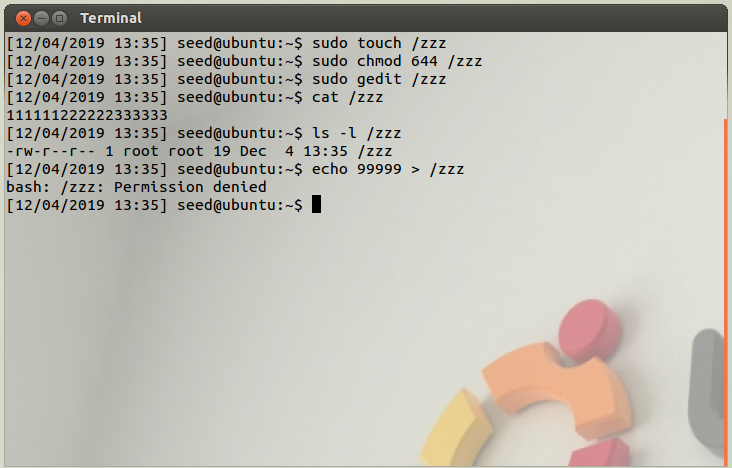 Terminal
[12/04/2019 13:35] seed@ubuntu:~$ sudo touch /zzz
[12/04/2019 13:35] seed@ubuntu:~$ sudo chmod 644 /zzz
[12/04/2019 13:35] seed@ubuntu:~$ sudo gedit /zzz
[12/04/2019 13:35] seed@ubuntu:~$ cat /zzz
111111222222333333
[12/04/2019 13:35] seed@ubuntu:~$ ls -l /zzz
-rw-r--r-- 1 root root 19 Dec  4 13:35 /zzz
[12/04/2019 13:35] seed@ubuntu:~$ echo 99999 > /zzz
bash: /zzz: Permission denied
[12/04/2019 13:35] seed@ubuntu:~$